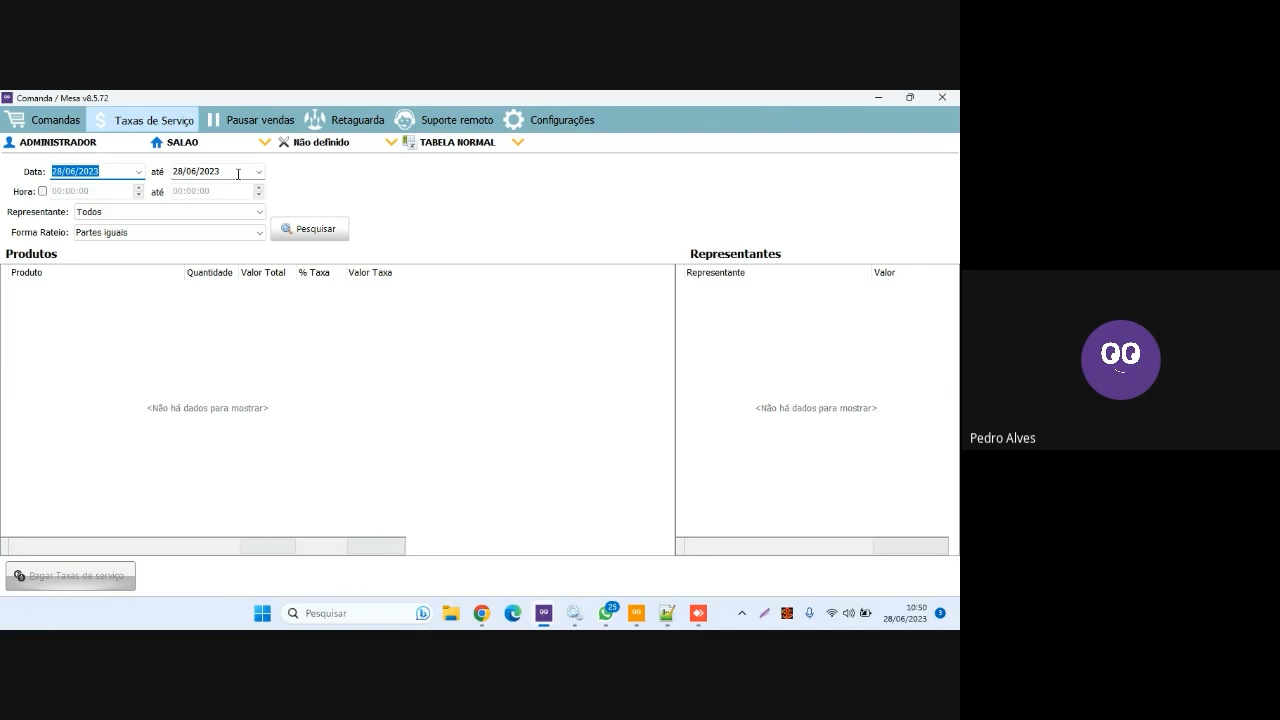 Comanda / Mesa v8.5.72
Comandas Taxas de Serviço Pausar vendas Retaguarda Suporte remoto Configurações
ADMINISTRADOR SALAO Não definido TABELA NORMAL
Data: 28/06/2023 até 28/06/2023
Hora: 00:00:00 até 00:00:00
Representante: Todos
Forma Rateio: Partes iguais Pesquisar
Produtos Representantes
Produto Quantidade Valor Total % Taxa Valor Taxa Representante Valor
<Não há dados para mostrar> <Não há dados para mostrar>
Pedro Alves
Pagar Taxas de serviço
Pesquisar 25 10:50
28/06/2023 3